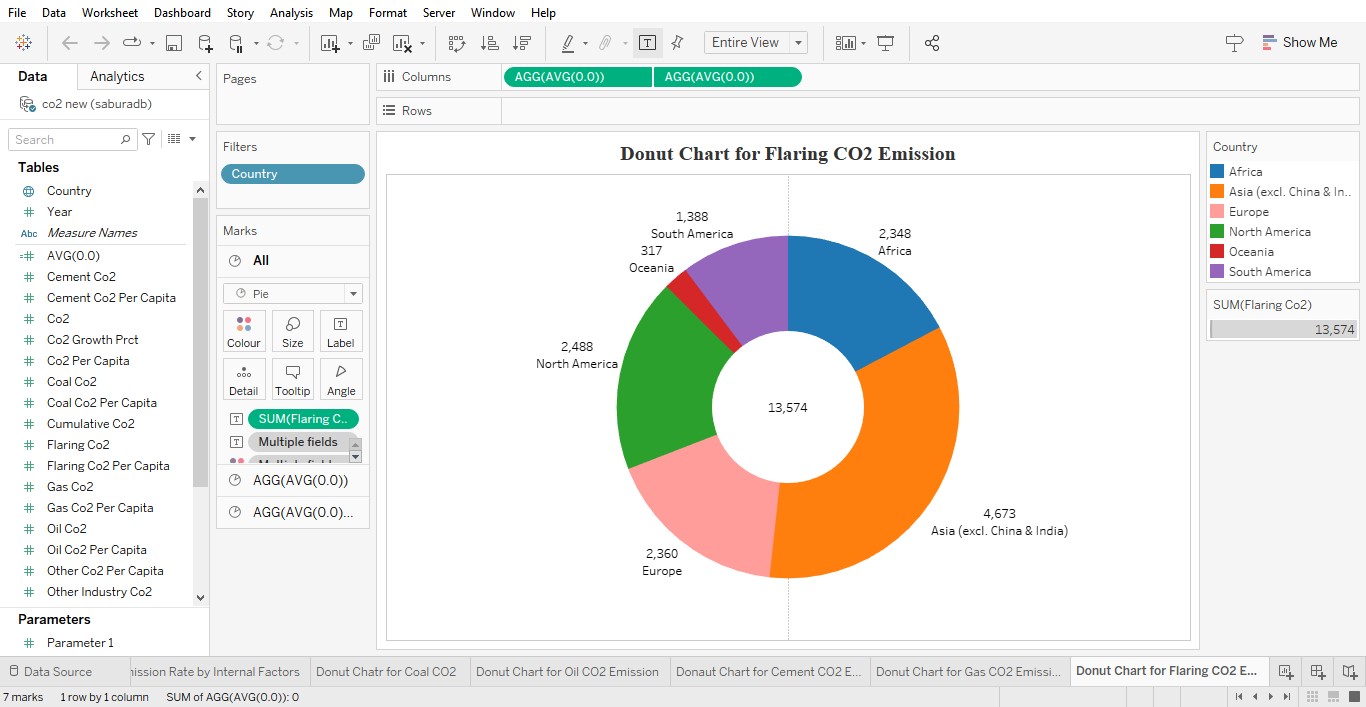 File Data Worksheet Dashboard Story Analysis Map Format Server Window Help
Entire View
Show Me
Data Analytics
co2 new (saburadb)
Search
Tables
Country
Year
Abc Measure Names
AVG(0.0)
Cement Co2
Cement Co2 Per Capita
Co2
Co2 Growth Prct
Co2 Per Capita
Coal Co2
Coal Co2 Per Capita
Cumulative Co2
Flaring Co2
Flaring Co2 Per Capita
Gas Co2
Gas Co2 Per Capita
Oil Co2
Oil Co2 Per Capita
Other Co2 Per Capita
Other Industry Co2
Parameters
Parameter 1
Pages
Filters
Country
Marks
All
Pie
Colour Size Label
Detail Tooltip Angle
SUM(Flaring C..
Multiple fields
AGG(AVG(0.0))
AGG(AVG(0.0)...
Columns AGG(AVG(0.0)) AGG(AVG(0.0))
Rows
Donut Chart for Flaring CO2 Emission
1,388
South America
317
Oceania
2,348
Africa
2,488
North America
13,574
4,673
Asia (excl. China & India)
2,360
Europe
Country
Africa
Asia (excl. China & In..
Europe
North America
Oceania
South America
SUM(Flaring Co2)
13,574
Data Source nission Rate by Internal Factors Donut Chatr for Coal CO2 Donut Chart for Oil CO2 Emission Donaut Chart for Cement CO2 E... Donut Chart for Gas CO2 Emissi... Donut Chart for Flaring CO2 E...
7 marks 1 row by 1 column SUM of AGG(AVG(0.0)): 0